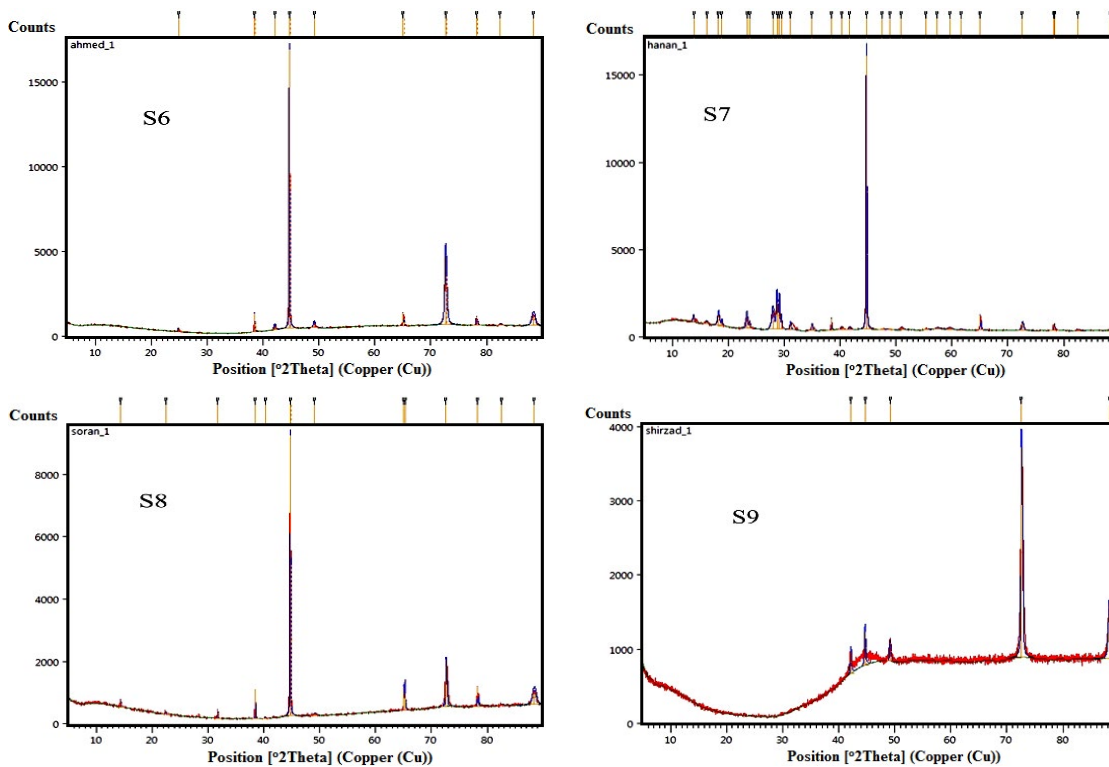 Counts
ahmed_1
S6
15000
10000
5000
0
10 20 30 40 50 60 70 80
Position [°2Theta] (Copper (Cu))
Counts
hanan_1
S7
15000
10000
5000
0
10 20 30 40 50 60 70 80
Position [°2Theta] (Copper (Cu))
Counts
soran_1
S8
8000
6000
4000
2000
0
10 20 30 40 50 60 70 80
Position [°2Theta] (Copper (Cu))
Counts
shirzad_1
S9
4000
3000
2000
1000
0
10 20 30 40 50 60 70 80
Position [°2Theta] (Copper (Cu))